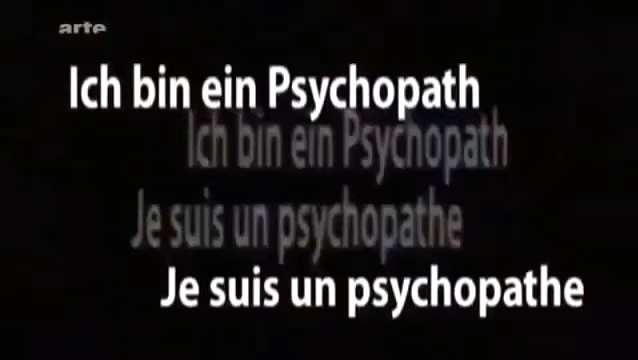 arte
Ich bin ein Psychopath
Ich bin ein Psychopath
Je suis un psychopathe
Je suis un psychopathe